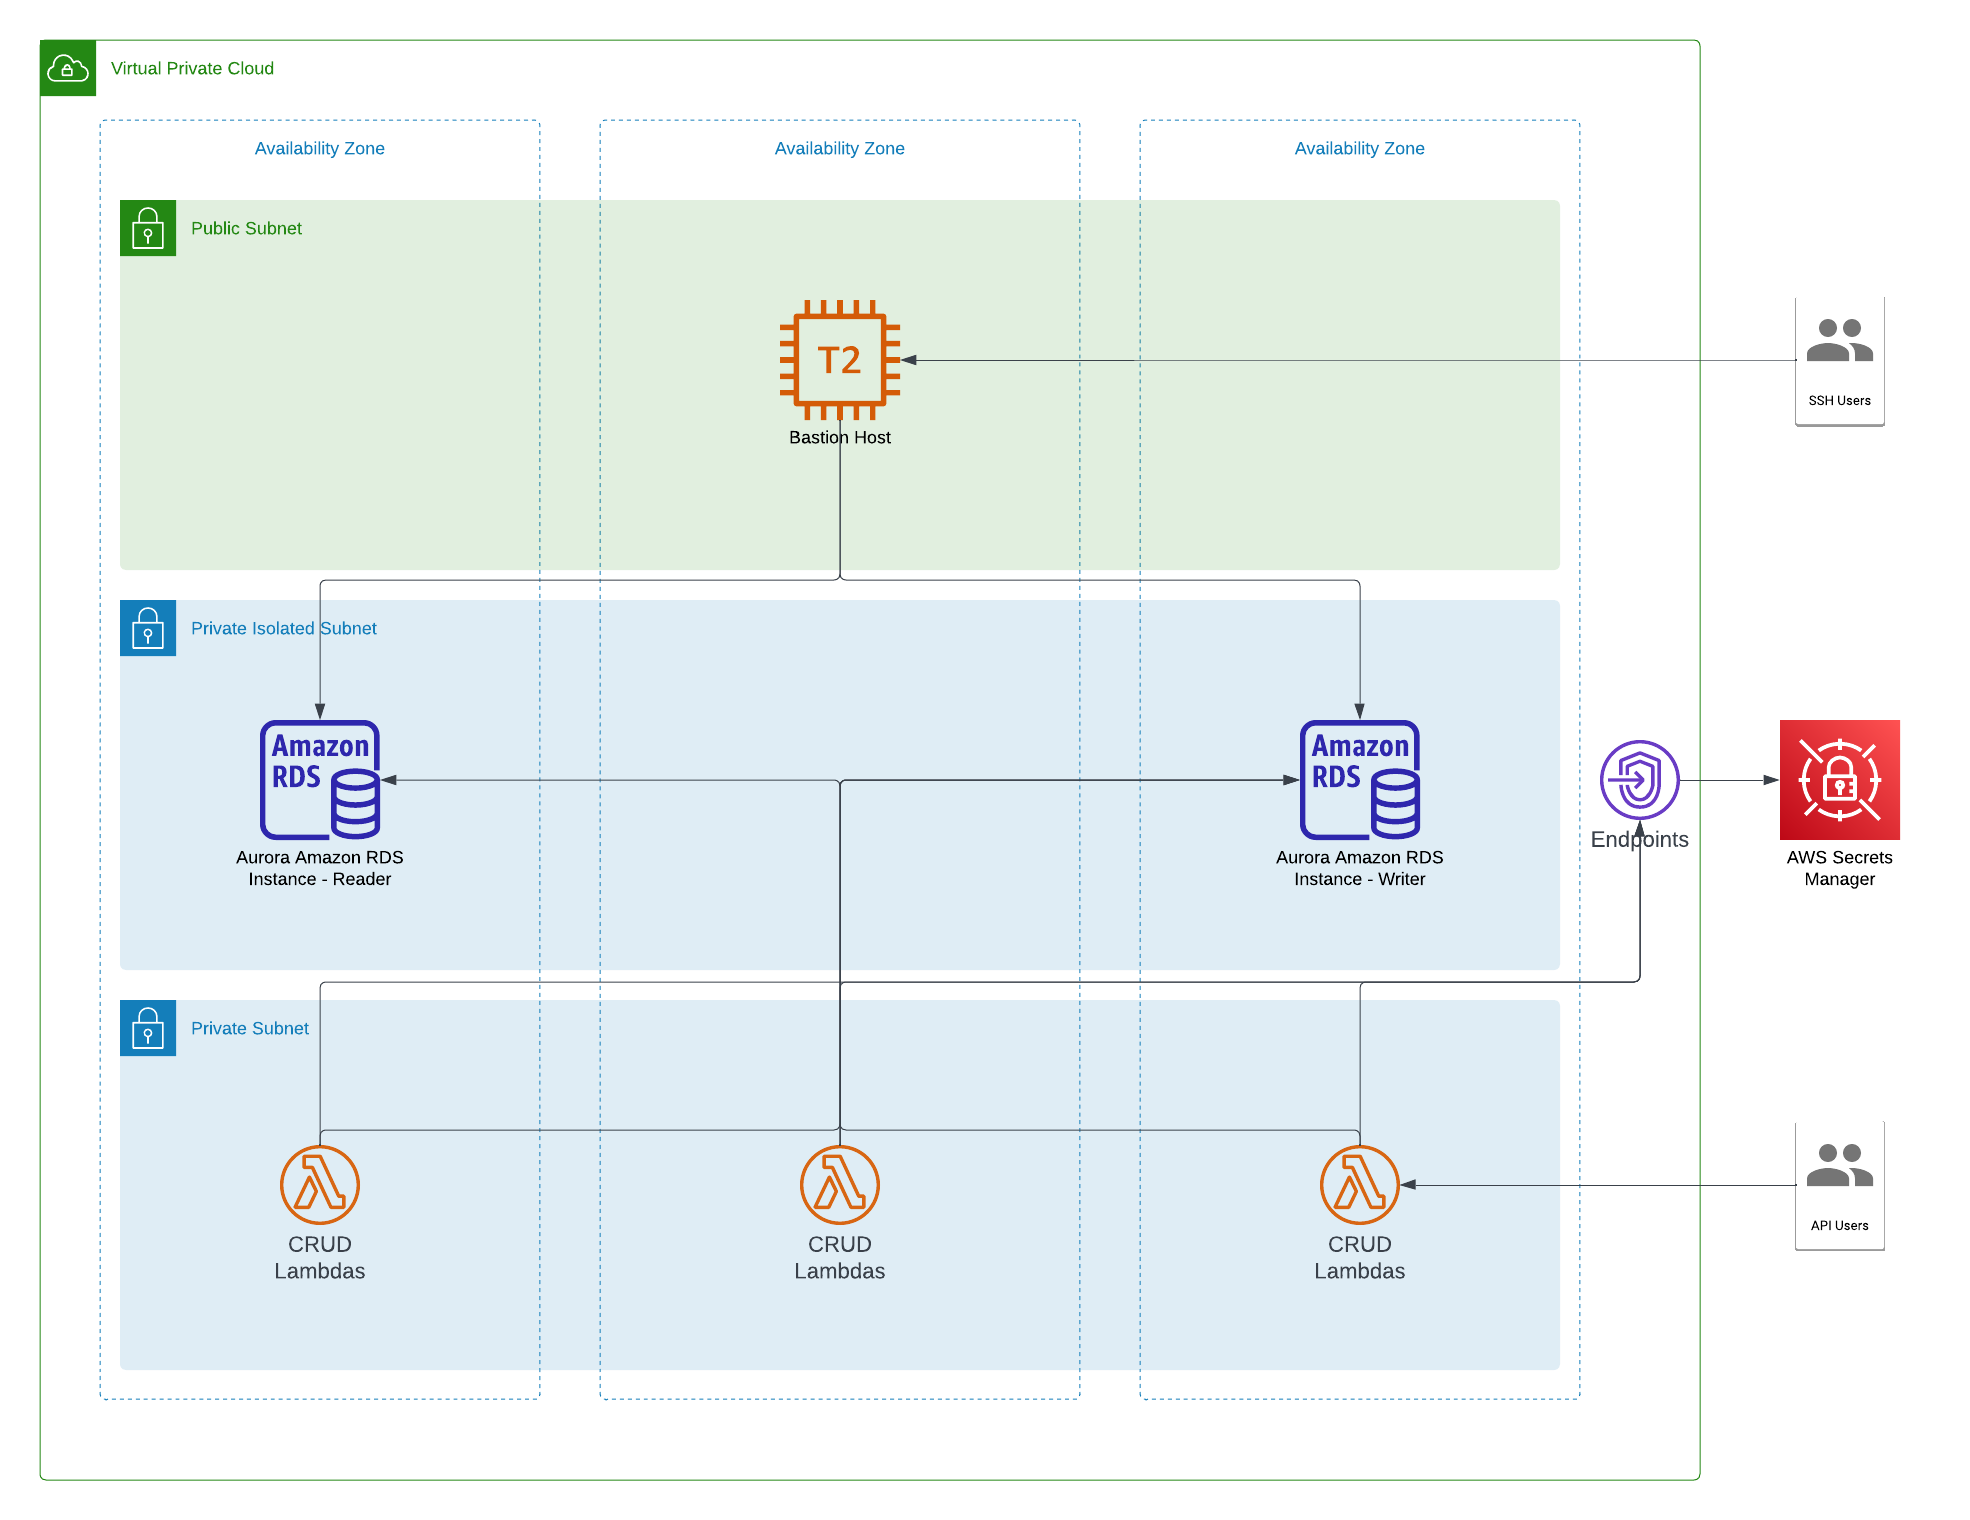 Virtual Private Cloud
Availability Zone
Availability Zone
Availability Zone
Public Subnet
T2
Bastion Host
SSH Users
Private Isolated Subnet
Amazon
RDS
Aurora Amazon RDS
Instance - Reader
Amazon
RDS
Aurora Amazon RDS
Instance - Writer
Endpoints
AWS Secrets
Manager
Private Subnet
CRUD
Lambdas
CRUD
Lambdas
CRUD
Lambdas
API Users